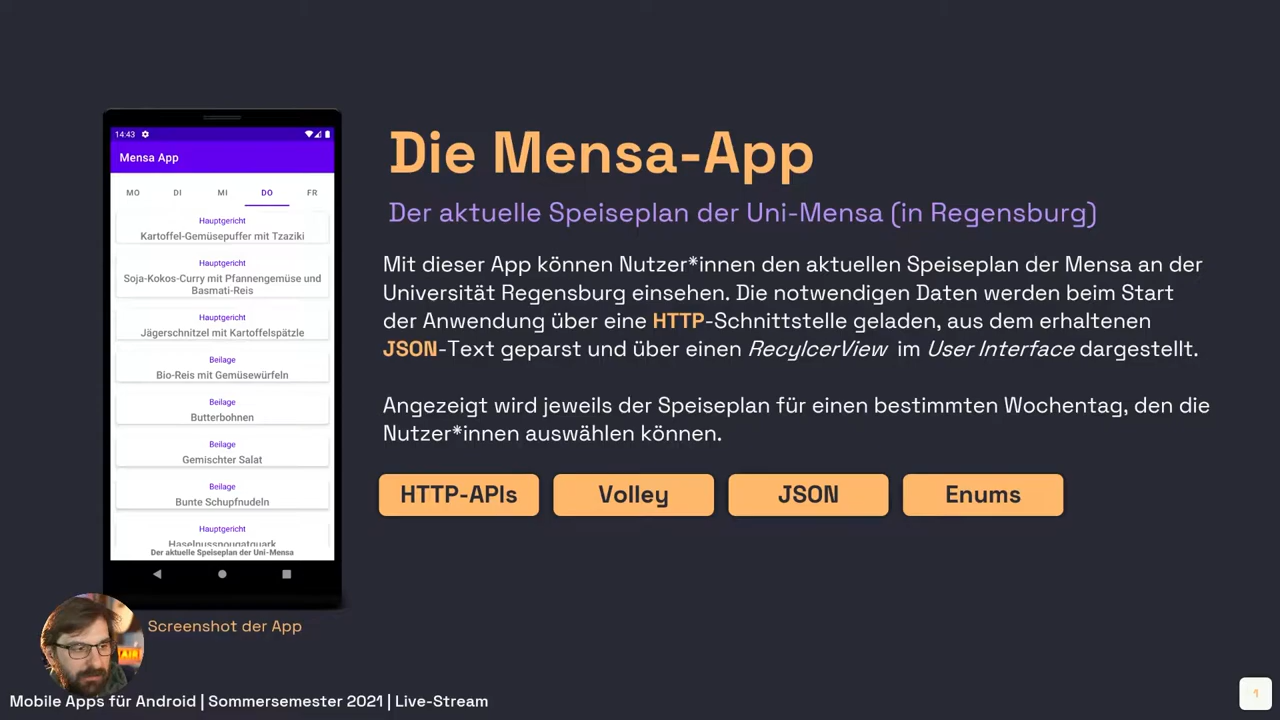 14:43
Mensa App
MO DI MI DO FR
Hauptgericht
Kartoffel-Gemüsepuffer mit Tzaziki
Hauptgericht
Soja-Kokos-Curry mit Pfannengemüse und
Basmati-Reis
Hauptgericht
Jägerschnitzel mit Kartoffelspätzle
Beilage
Bio-Reis mit Gemüsewürfeln
Beilage
Butterbohnen
Beilage
Gemischter Salat
Beilage
Bunte Schupfnudeln
Hauptgericht
Haselnussnougatquark
Der aktuelle Speiseplan der Uni-Mensa
Screenshot der App
Die Mensa-App
Der aktuelle Speiseplan der Uni-Mensa (in Regensburg)
Mit dieser App können Nutzer*innen den aktuellen Speiseplan der Mensa an der
Universität Regensburg einsehen. Die notwendigen Daten werden beim Start
der Anwendung über eine HTTP-Schnittstelle geladen, aus dem erhaltenen
JSON-Text geparst und über einen RecylcerView im User Interface dargestellt.
Angezeigt wird jeweils der Speiseplan für einen bestimmten Wochentag, den die
Nutzer*innen auswählen können.
HTTP-APIs Volley JSON Enums
Mobile Apps für Android | Sommersemester 2021 | Live-Stream
1